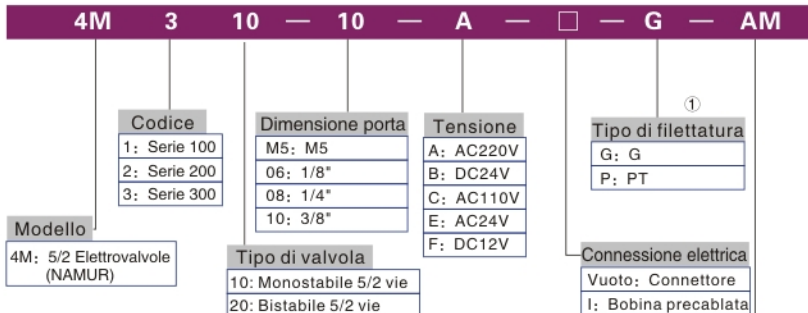 4M 3 10 — 10 — A — □ — G — AM
①
Codice
1: Serie 100
2: Serie 200
3: Serie 300
Dimensione porta
M5: M5
06: 1/8"
08: 1/4"
10: 3/8"
Tensione
A: AC220V
B: DC24V
C: AC110V
E: AC24V
F: DC12V
Tipo di filettatura
G: G
P: PT
Modello
4M: 5/2 Elettrovalvole
(NAMUR)
Tipo di valvola
10: Monostabile 5/2 vie
20: Bistabile 5/2 vie
Connessione elettrica
Vuoto: Connettore
I: Bobina precablata